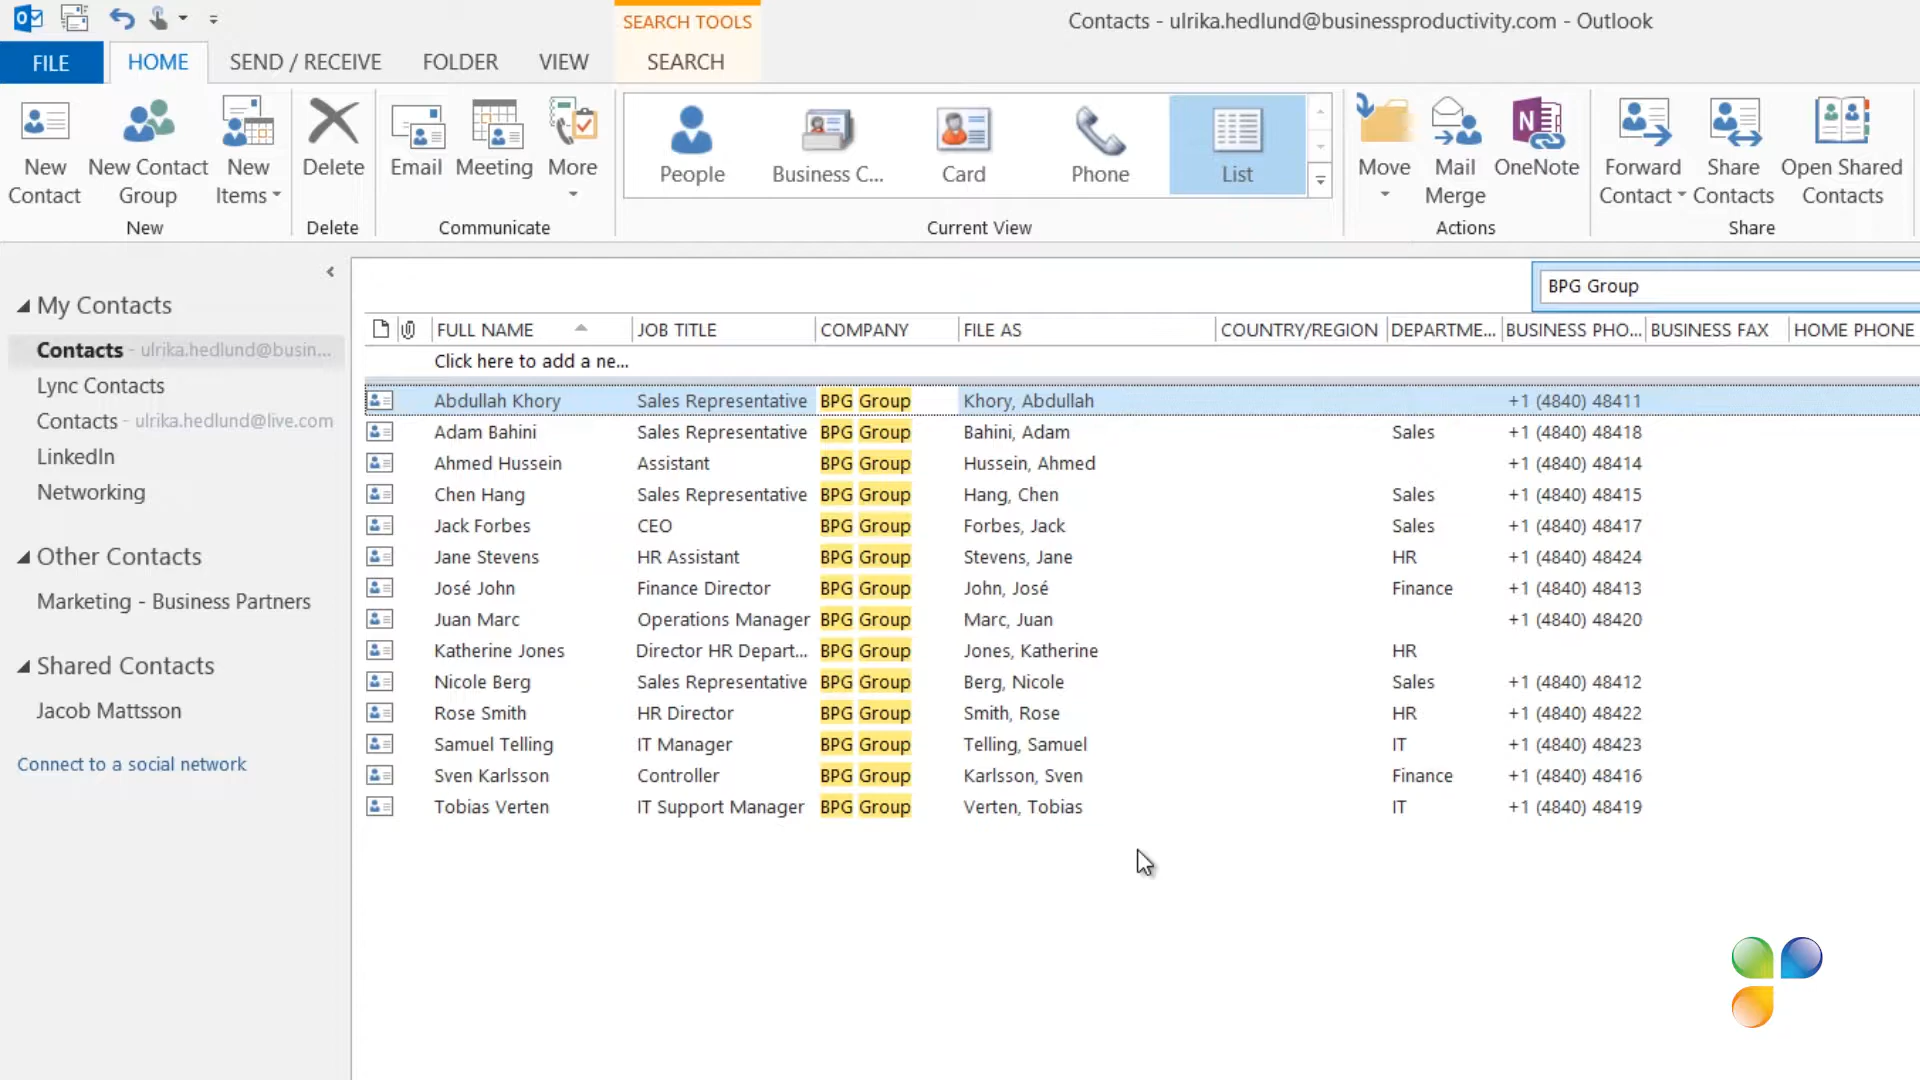 SEARCH TOOLS
Contacts - ulrika.hedlund@businessproductivity.com - Outlook
FILE HOME SEND / RECEIVE FOLDER VIEW SEARCH
New Contact
New Contact Group
New Items
Delete
Email
Meeting
More
People
Business C...
Card
Phone
List
Move
Mail Merge
OneNote
Forward Contact
Share Contacts
Open Shared Contacts
New Delete Communicate Current View Actions Share
My Contacts
Contacts - ulrika.hedlund@busin...
Lync Contacts
Contacts - ulrika.hedlund@live.com
LinkedIn
Networking
Other Contacts
Marketing - Business Partners
Shared Contacts
Jacob Mattsson
Connect to a social network
BPG Group
FULL NAME JOB TITLE COMPANY FILE AS COUNTRY/REGION DEPARTME... BUSINESS PHO... BUSINESS FAX HOME PHONE
Click here to add a ne...
Abdullah Khory Sales Representative BPG Group Khory, Abdullah +1 (4840) 48411
Adam Bahini Sales Representative BPG Group Bahini, Adam Sales +1 (4840) 48418
Ahmed Hussein Assistant BPG Group Hussein, Ahmed +1 (4840) 48414
Chen Hang Sales Representative BPG Group Hang, Chen Sales +1 (4840) 48415
Jack Forbes CEO BPG Group Forbes, Jack Sales +1 (4840) 48417
Jane Stevens HR Assistant BPG Group Stevens, Jane HR +1 (4840) 48424
José John Finance Director BPG Group John, José Finance +1 (4840) 48413
Juan Marc Operations Manager BPG Group Marc, Juan +1 (4840) 48420
Katherine Jones Director HR Depart... BPG Group Jones, Katherine HR
Nicole Berg Sales Representative BPG Group Berg, Nicole Sales +1 (4840) 48412
Rose Smith HR Director BPG Group Smith, Rose HR +1 (4840) 48422
Samuel Telling IT Manager BPG Group Telling, Samuel IT +1 (4840) 48423
Sven Karlsson Controller BPG Group Karlsson, Sven Finance +1 (4840) 48416
Tobias Verten IT Support Manager BPG Group Verten, Tobias IT +1 (4840) 48419